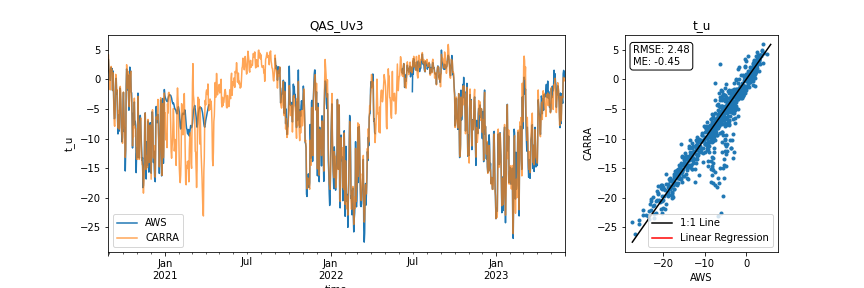 QAS_Uv3
t_u
5
0
−5
−10
−15
−20
−25
t_u
AWS
CARRA
Jan
2021
Jul
Jan
2022
Jul
Jan
2023
time
t_u
RMSE: 2.48
ME: -0.45
5
0
−5
−10
−15
−20
−25
CARRA
1:1 Line
Linear Regression
−20
−10
0
AWS